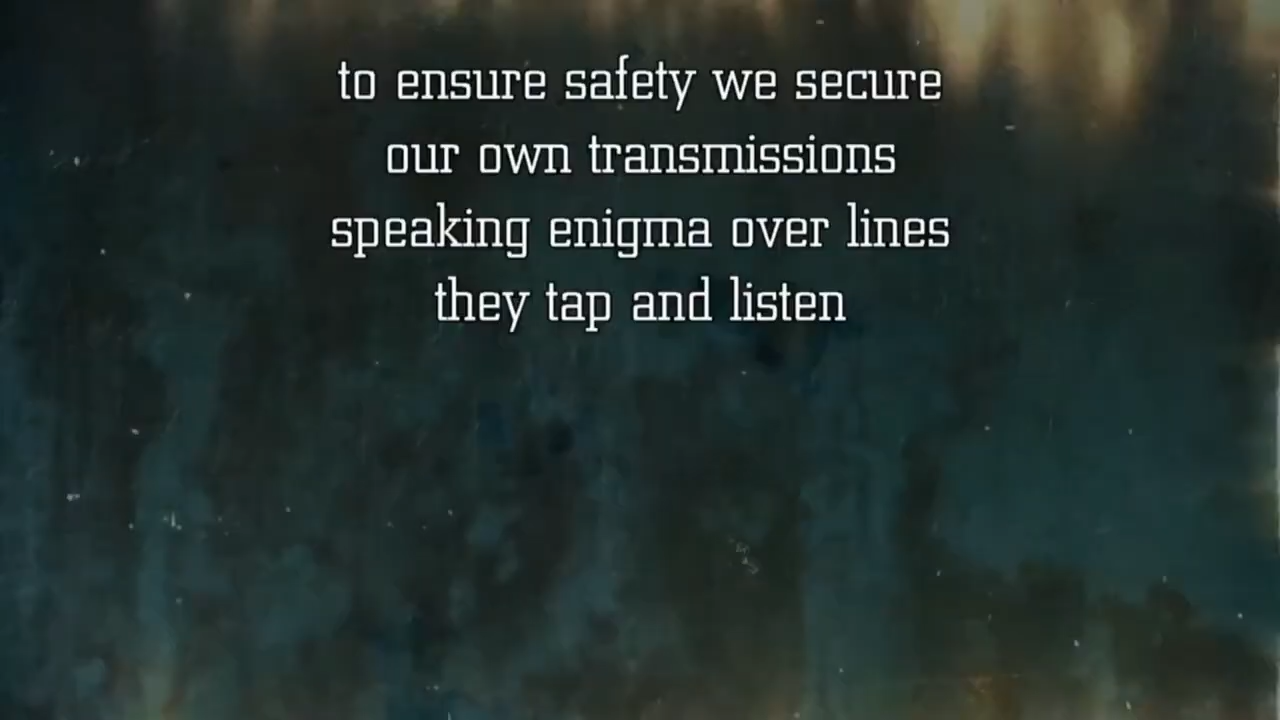 to ensure safety we secure
our own transmissions
speaking enigma over lines
they tap and listen